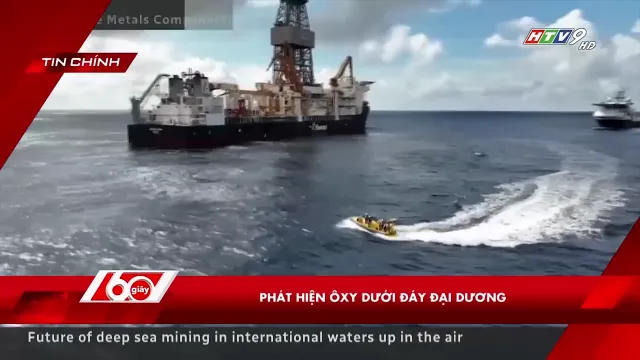 e Metals Compan
HTV9 HD
TIN CHÍNH
60 giây
PHÁT HIỆN ÔXY DƯỚI ĐÁY ĐẠI DƯƠNG
Future of deep sea mining in international waters up in the air